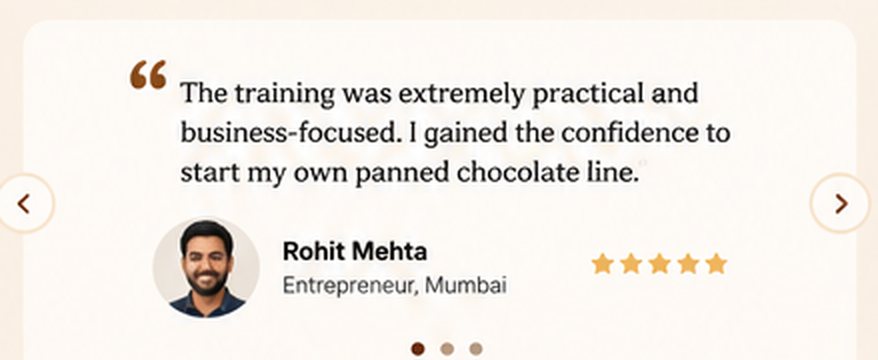 “ The training was extremely practical and
business-focused. I gained the confidence to
start my own panned chocolate line.
Rohit Mehta
Entrepreneur, Mumbai